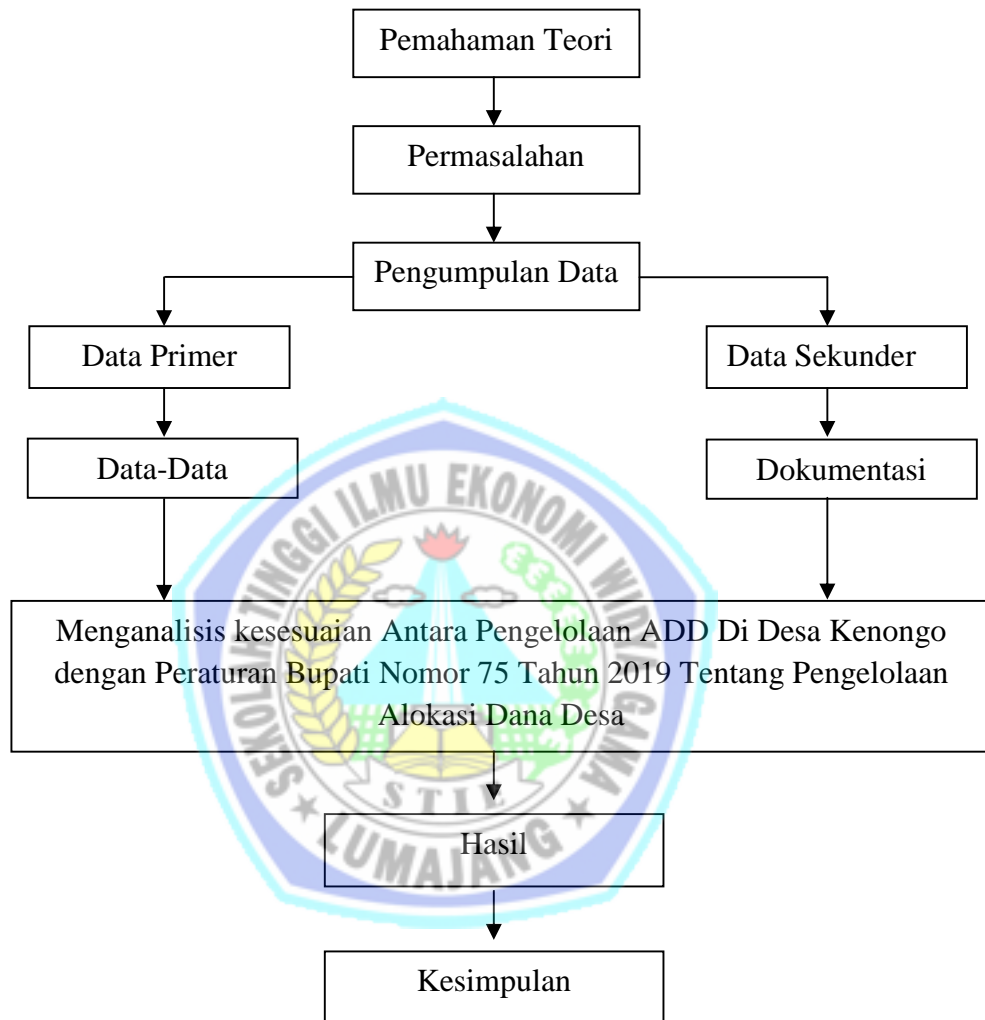 Pemahaman Teori
Permasalahan
Pengumpulan Data
Data Primer
Data Sekunder
Data-Data
Dokumentasi
SEKOLAH TINGGI ILMU EKONOMI WIDYA GAMA
Menganalisis kesesuaian Antara Pengelolaan ADD Di Desa Kenongo
dengan Peraturan Bupati Nomor 75 Tahun 2019 Tentang Pengelolaan
Alokasi Dana Desa
STIE
LUMAJANG
Hasil
Kesimpulan